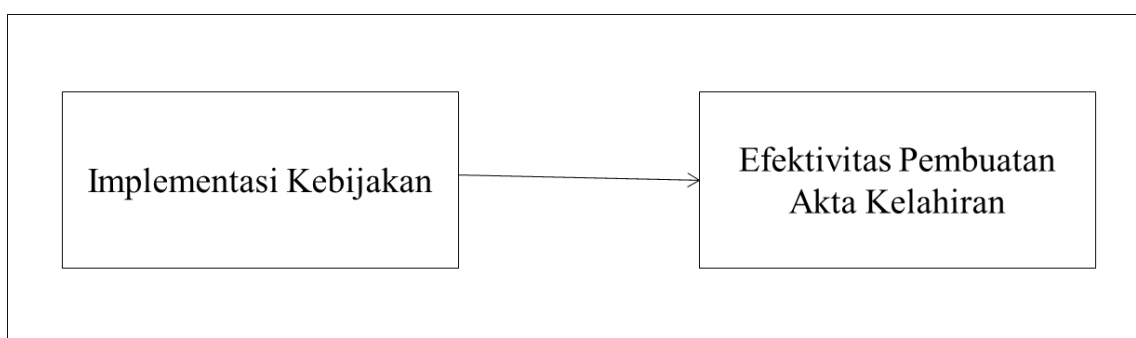 Implementasi Kebijakan
Efektivitas Pembuatan
Akta Kelahiran